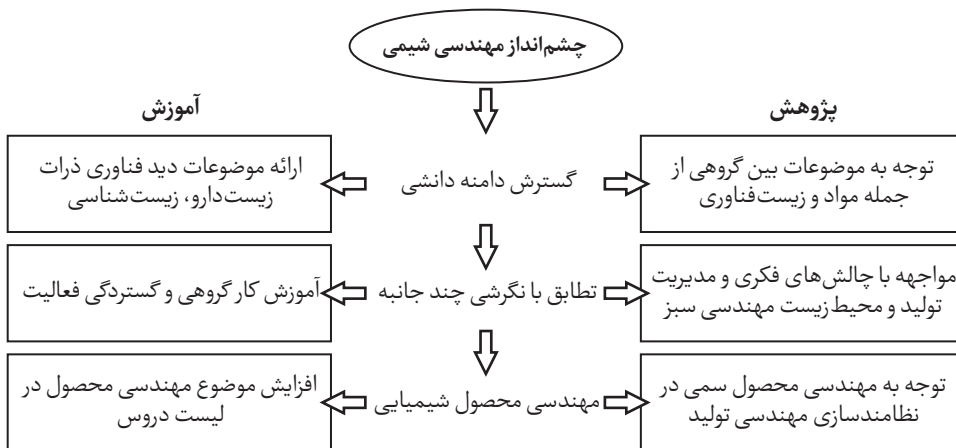 چشم‌انداز مهندسی شیمی
پژوهش
آموزش
توجه به موضوعات بین گروهی از
جمله مواد و زیست‌فناوری
گسترش دامنه دانشی
ارائه موضوعات دید فناوری ذرات
زیست‌دارو، زیست‌شناسی
مواجهه با چالش‌های فکری و مدیریت
تولید و محیط‌زیست مهندسی سبز
تطابق با نگرشی چند جانبه
آموزش کار گروهی و گستردگی فعالیت
توجه به مهندسی محصول سمی در
نظامندسازی مهندسی تولید
مهندسی محصول شیمیایی
افزایش موضوع مهندسی محصول در
لیست دروس